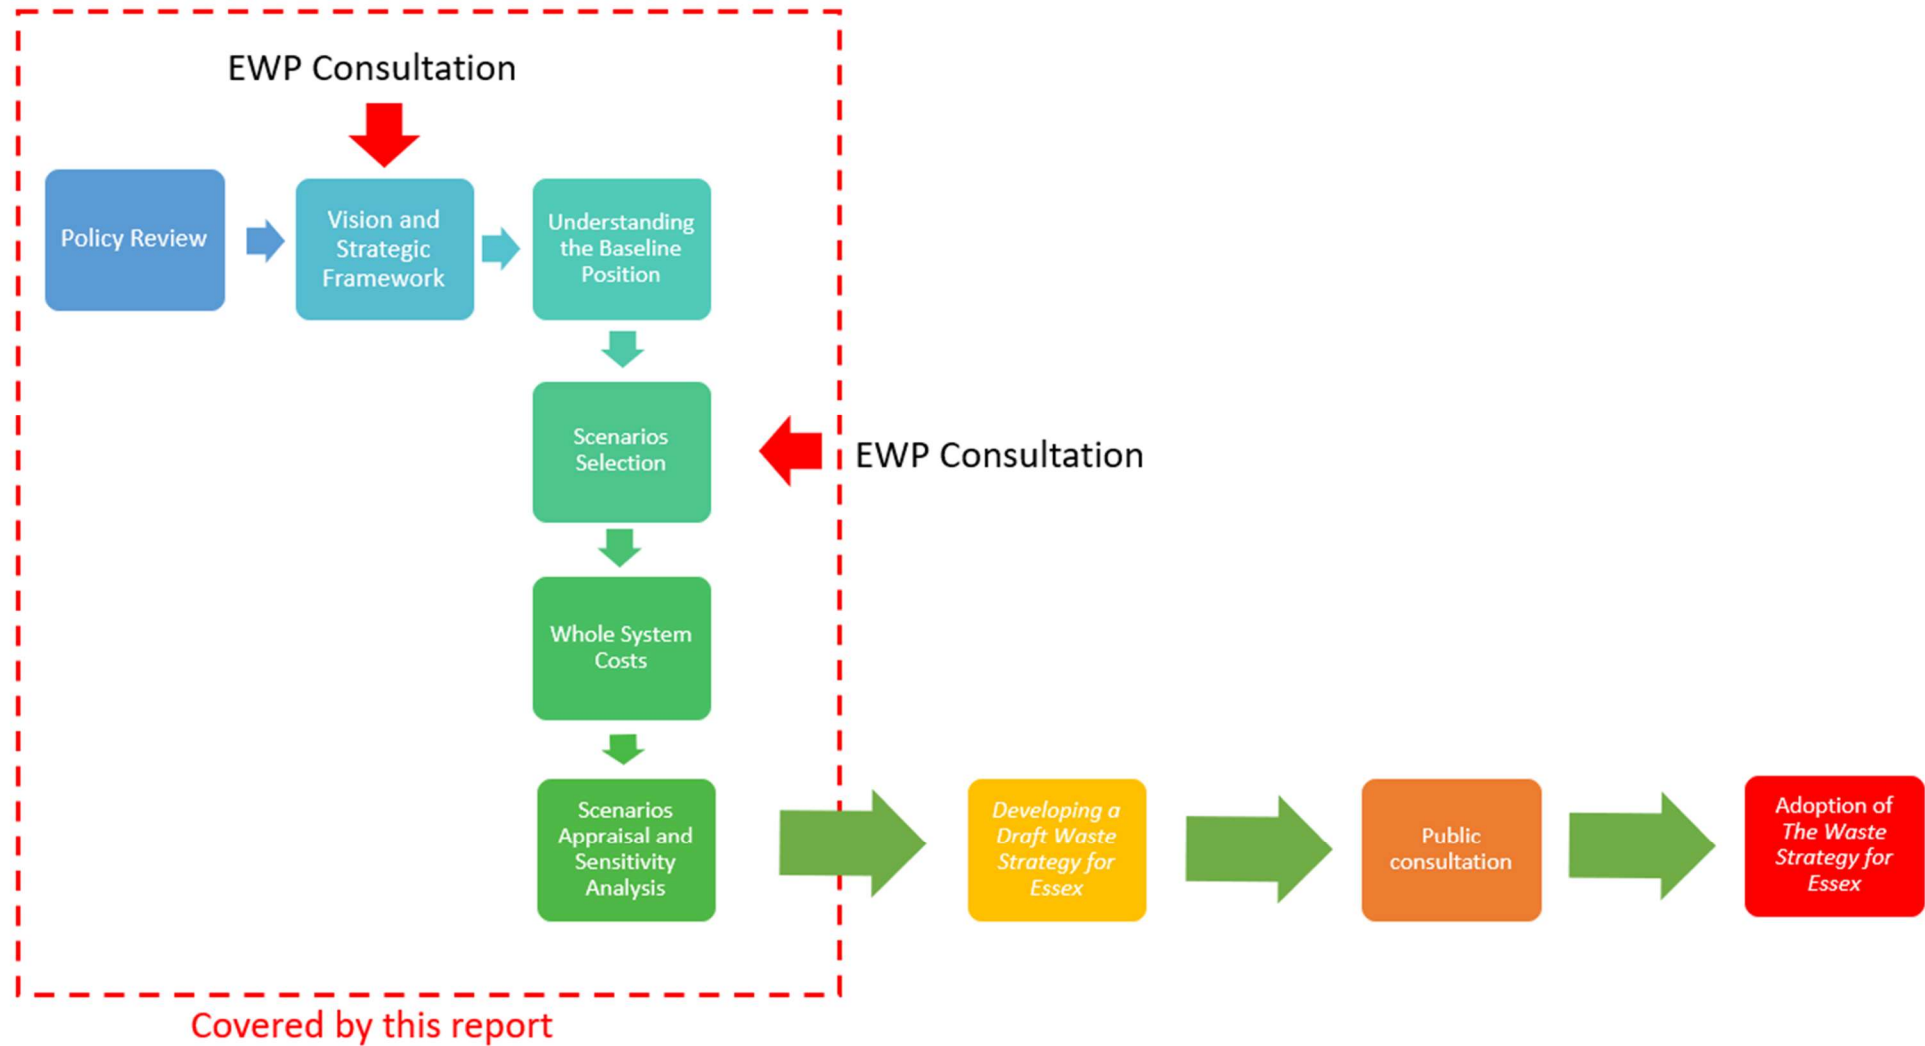 EWP Consultation
Policy Review
Vision and
Strategic
Framework
Understanding
the Baseline
Position
Scenarios
Selection
EWP Consultation
Whole System
Costs
Scenarios
Appraisal and
Sensitivity
Analysis
Developing a
Draft Waste
Strategy for
Essex
Public
consultation
Adoption of
The Waste
Strategy for
Essex
Covered by this report